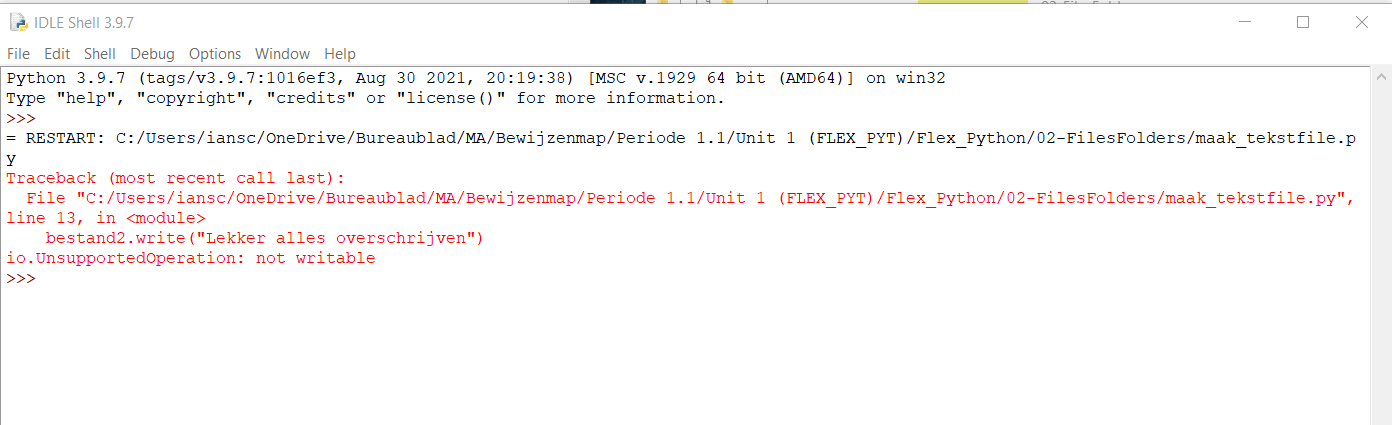 IDLE Shell 3.9.7
File Edit Shell Debug Options Window Help
Python 3.9.7 (tags/v3.9.7:1016ef3, Aug 30 2021, 20:19:38) [MSC v.1929 64 bit (AMD64)] on win32
Type "help", "copyright", "credits" or "license()" for more information.
>>>
= RESTART: C:/Users/iansc/OneDrive/Bureaublad/MA/Bewijzenmap/Periode 1.1/Unit 1 (FLEX_PYT)/Flex_Python/02-FilesFolders/maak_tekstfile.p
y
Traceback (most recent call last):
  File "C:/Users/iansc/OneDrive/Bureaublad/MA/Bewijzenmap/Periode 1.1/Unit 1 (FLEX_PYT)/Flex_Python/02-FilesFolders/maak_tekstfile.py",
line 13, in <module>
    bestand2.write("Lekker alles overschrijven")
io.UnsupportedOperation: not writable
>>>